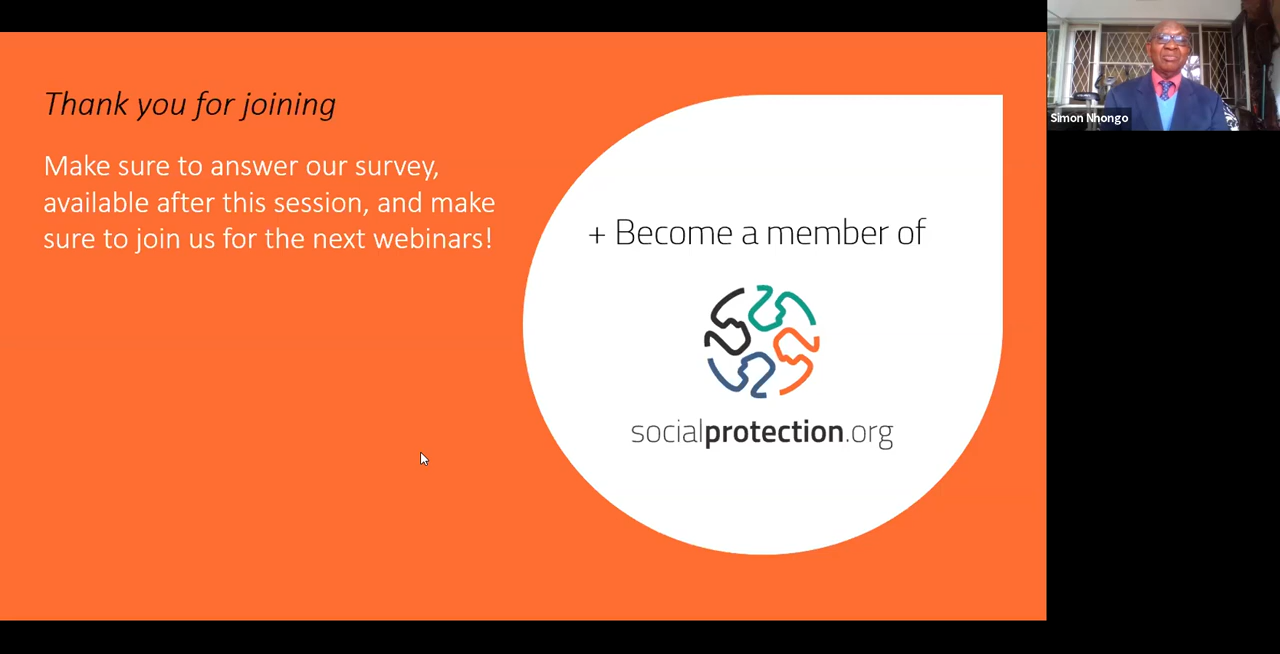 Thank you for joining
Make sure to answer our survey,
available after this session, and make
sure to join us for the next webinars!
+ Become a member of
socialprotection.org
Simon Nhongo